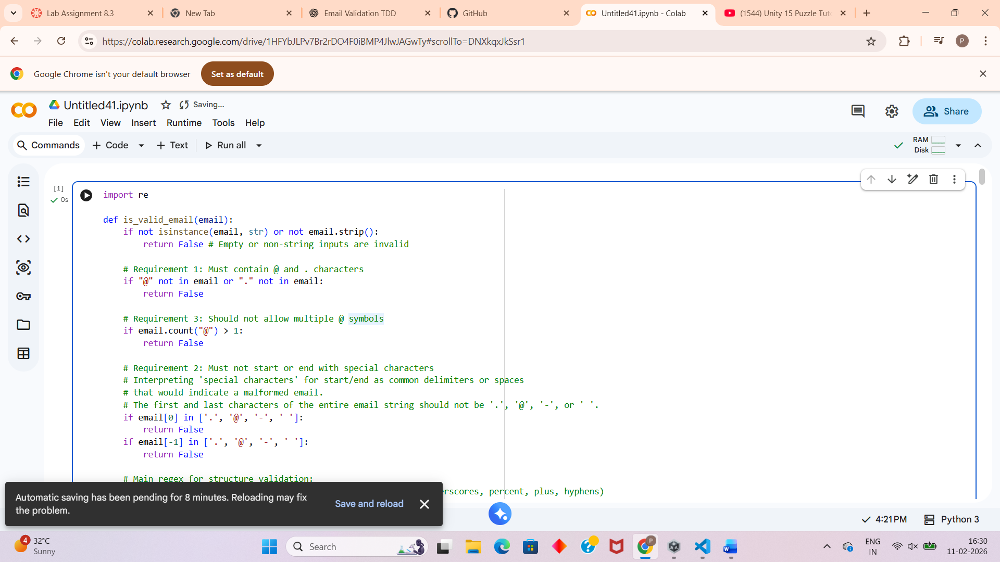 Lab Assignment 8.3
New Tab
Email Validation TDD
GitHub
Untitled41.ipynb - Colab
(1544) Unity 15 Puzzle Tut
https://colab.research.google.com/drive/1HFYbJLPv7Br2rDO4F0iBMP4JlwJAGwTy#scrollTo=DNXkqxJkSsr1
P
Google Chrome isn't your default browser
Set as default
Untitled41.ipynb
Saving...
Share
File Edit View Insert Runtime Tools Help
Commands + Code + Text Run all
RAM
Disk
[1]
0s
import re
def is_valid_email(email):
if not isinstance(email, str) or not email.strip():
return False # Empty or non-string inputs are invalid
# Requirement 1: Must contain @ and . characters
if "@" not in email or "." not in email:
return False
# Requirement 3: Should not allow multiple @ symbols
if email.count("@") > 1:
return False
# Requirement 2: Must not start or end with special characters
# Interpreting 'special characters' for start/end as common delimiters or spaces
# that would indicate a malformed email.
# The first and last characters of the entire email string should not be '.', '@', '-', or ' '.
if email[0] in ['.', '@', '-', ' ']:
return False
if email[-1] in ['.', '@', '-', ' ']:
return False
# Main regex for structure validation:
erscores, percent, plus, hyphens)
Automatic saving has been pending for 8 minutes. Reloading may fix
the problem.
Save and reload
4:21 PM
Python 3
4
32°C
Sunny
Search
P
ENG
IN
16:30
11-02-2026